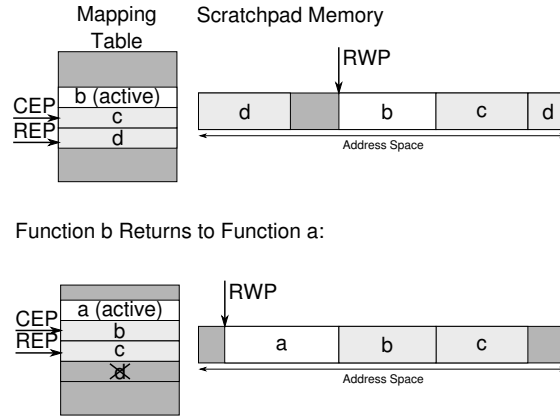 Mapping Table
Scratchpad Memory
RWP
b (active)
CEP
c
REP
d
d
b
c
d
Address Space
Function b Returns to Function a:
RWP
a (active)
CEP
b
REP
c
d
a
b
c
Address Space